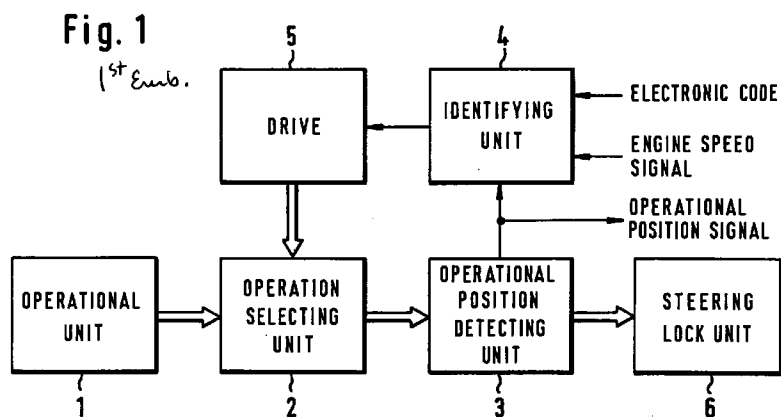 Fig. 1
1st Emb.
5
4
DRIVE
IDENTIFYING
UNIT
ELECTRONIC CODE
ENGINE SPEED
SIGNAL
OPERATIONAL
POSITION SIGNAL
OPERATIONAL
UNIT
OPERATION
SELECTING
UNIT
OPERATIONAL
POSITION
DETECTING
UNIT
STEERING
LOCK UNIT
1
2
3
6